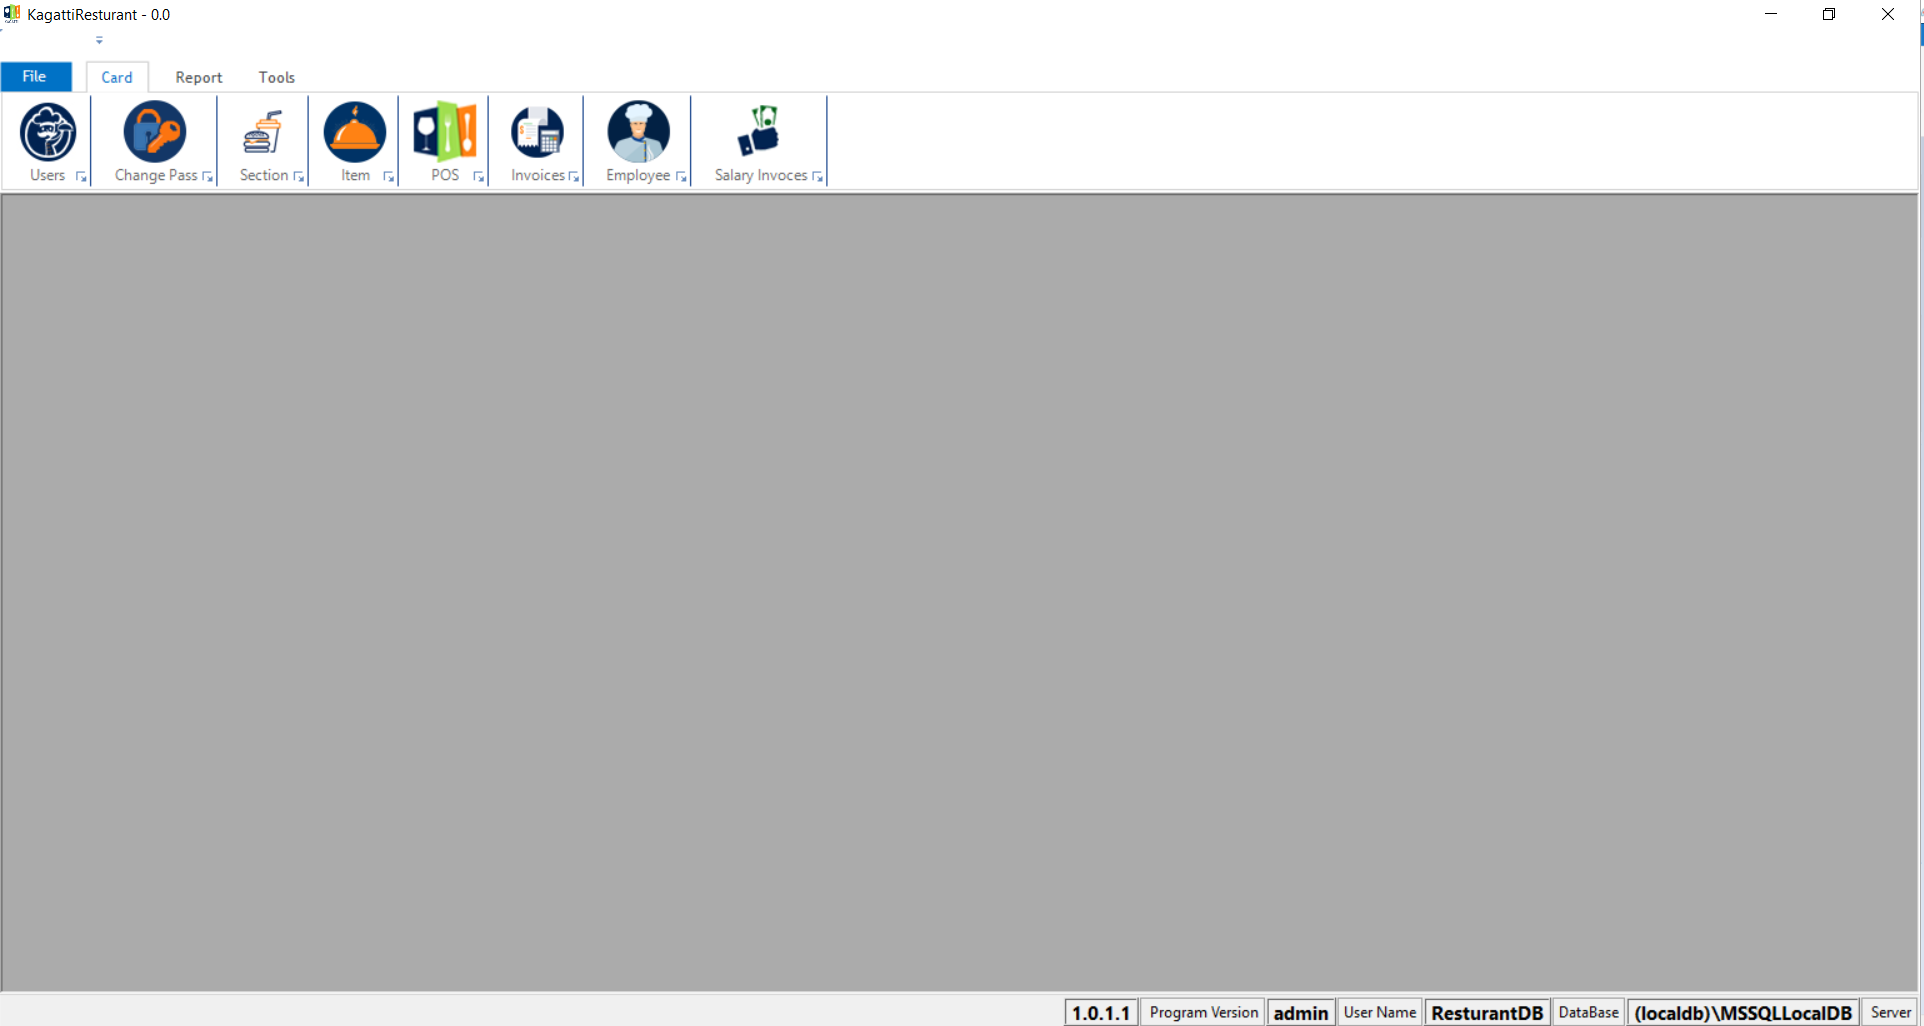 KagattiResturant - 0.0
File Card Report Tools
Users Change Pass Section Item POS Invoices Employee Salary Invoces
1.0.1.1 Program Version admin User Name ResturantDB DataBase (localdb)\MSSQLLocalDB Server